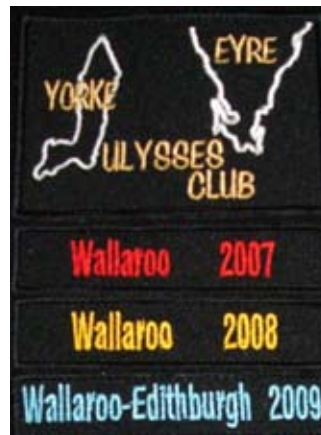 EYRE
YORKE
ULYSSES
CLUB
Wallaroo 2007
Wallaroo 2008
Wallaroo-Edithburgh 2009